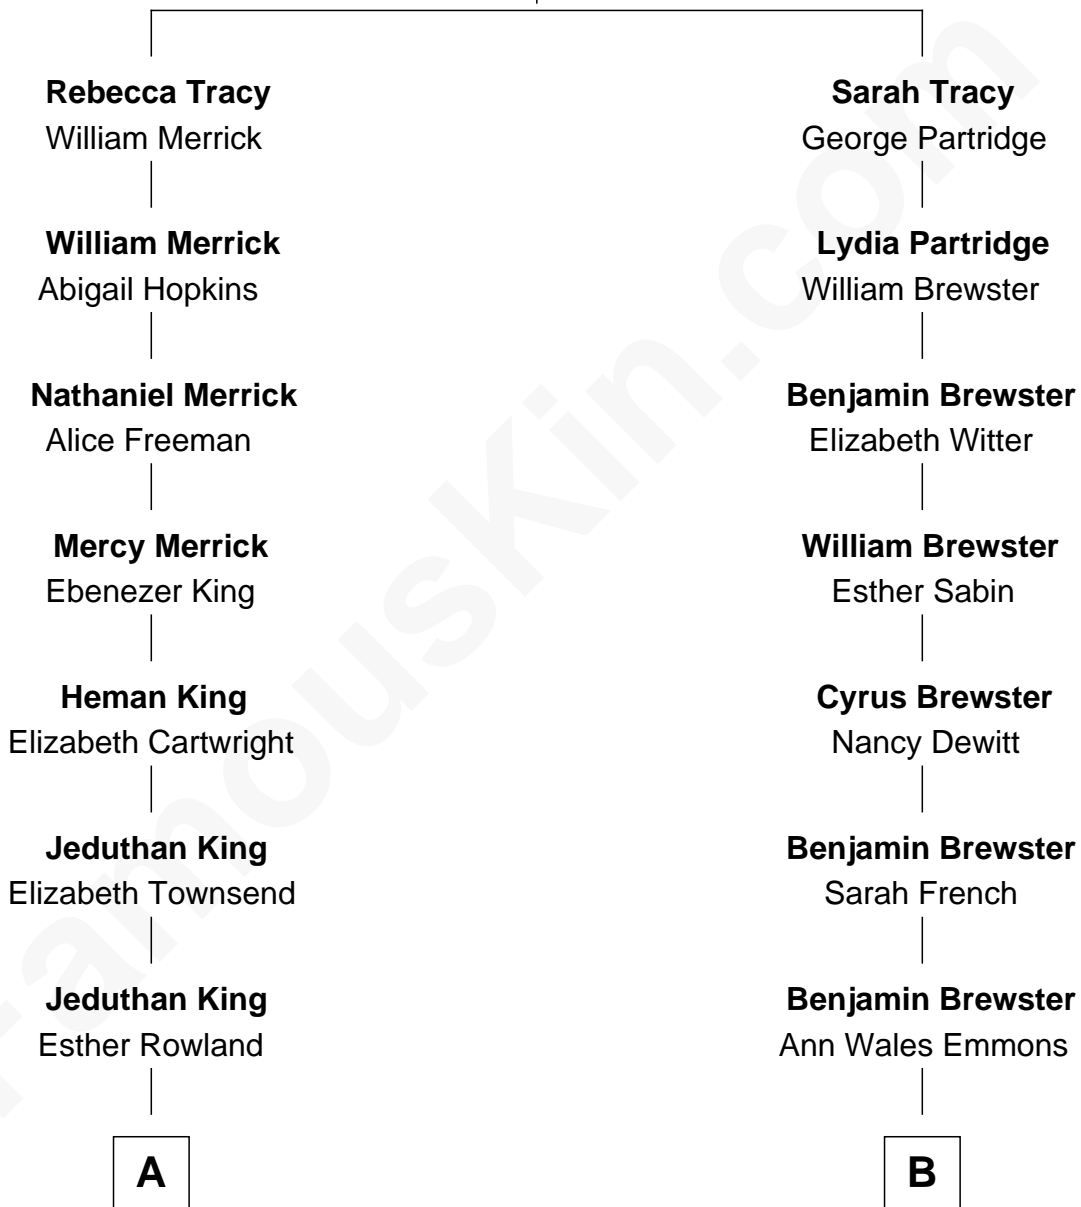 Rebecca Tracy
William Merrick
Sarah Tracy
George Partridge
William Merrick
Abigail Hopkins
Lydia Partridge
William Brewster
Nathaniel Merrick
Alice Freeman
Benjamin Brewster
Elizabeth Witter
Mercy Merrick
Ebenezer King
William Brewster
Esther Sabin
Heman King
Elizabeth Cartwright
Cyrus Brewster
Nancy Dewitt
Jeduthan King
Elizabeth Townsend
Benjamin Brewster
Sarah French
Jeduthan King
Esther Rowland
Benjamin Brewster
Ann Wales Emmons
A
B
FamousKin.com